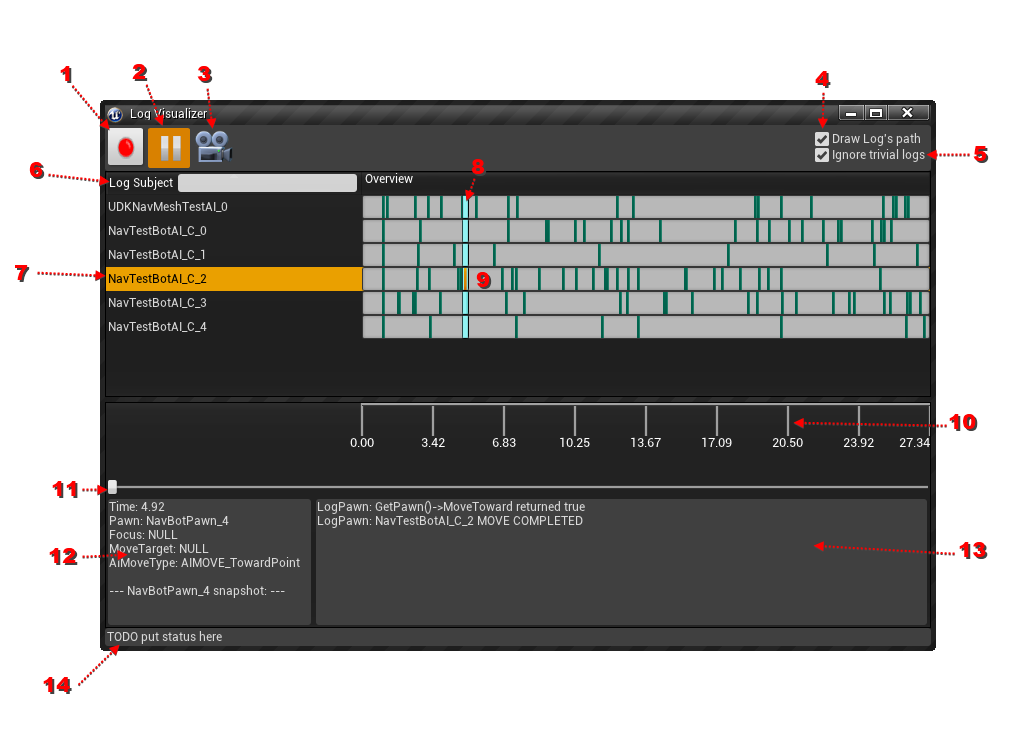 1
2
3
4
Log Visualizer
Draw Log's path
Ignore trivial logs
5
6
Log Subject
Overview
8
UDKNavMeshTestAI_0
NavTestBotAI_C_0
NavTestBotAI_C_1
7
NavTestBotAI_C_2
9
NavTestBotAI_C_3
NavTestBotAI_C_4
10
0.00 3.42 6.83 10.25 13.67 17.09 20.50 23.92 27.34
11
Time: 4.92
Pawn: NavBotPawn_4
Focus: NULL
MoveTarget: NULL
AiMoveType: AIMOVE_TowardPoint
--- NavBotPawn_4 snapshot: ---
12
LogPawn: GetPawn()->MoveToward returned true
LogPawn: NavTestBotAI_C_2 MOVE COMPLETED
13
TODO put status here
14